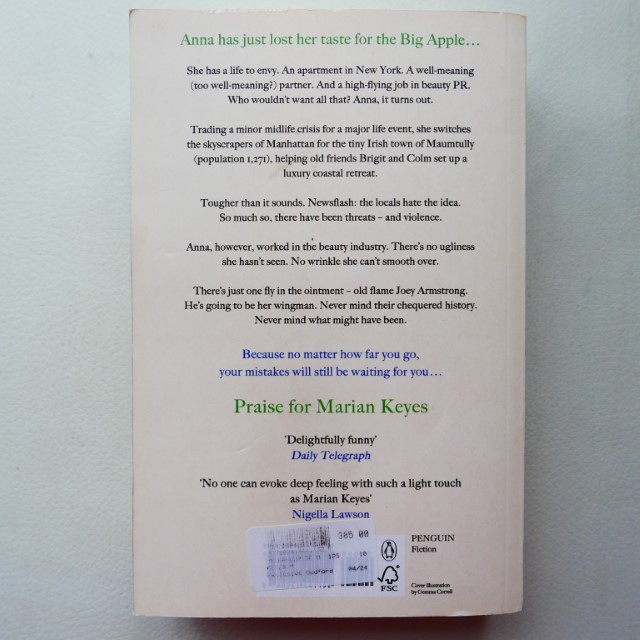 Anna has just lost her taste for the Big Apple…
She has a life to envy. An apartment in New York. A well-meaning
(too well-meaning?) partner. And a high-flying job in beauty PR.
Who wouldn't want all that? Anna, it turns out.
Trading a minor midlife crisis for a major life event, she switches
the skyscrapers of Manhattan for the tiny Irish town of Maumtully
(population 1,271), helping old friends Brigit and Colm set up a
luxury coastal retreat.
Tougher than it sounds. Newsflash: the locals hate the idea.
So much so, there have been threats – and violence.
Anna, however, worked in the beauty industry. There's no ugliness
she hasn't seen. No wrinkle she can't smooth over.
There's just one fly in the ointment – old flame Joey Armstrong.
He's going to be her wingman. Never mind their chequered history.
Never mind what might have been.
Because no matter how far you go,
your mistakes will still be waiting for you…
Praise for Marian Keyes
'Delightfully funny'
Daily Telegraph
'No one can evoke deep feeling with such a light touch
as Marian Keyes'
Nigella Lawson
385 00
10
04/24
PENGUIN
Fiction
FSC
Cover illustration
by Gemma Correll